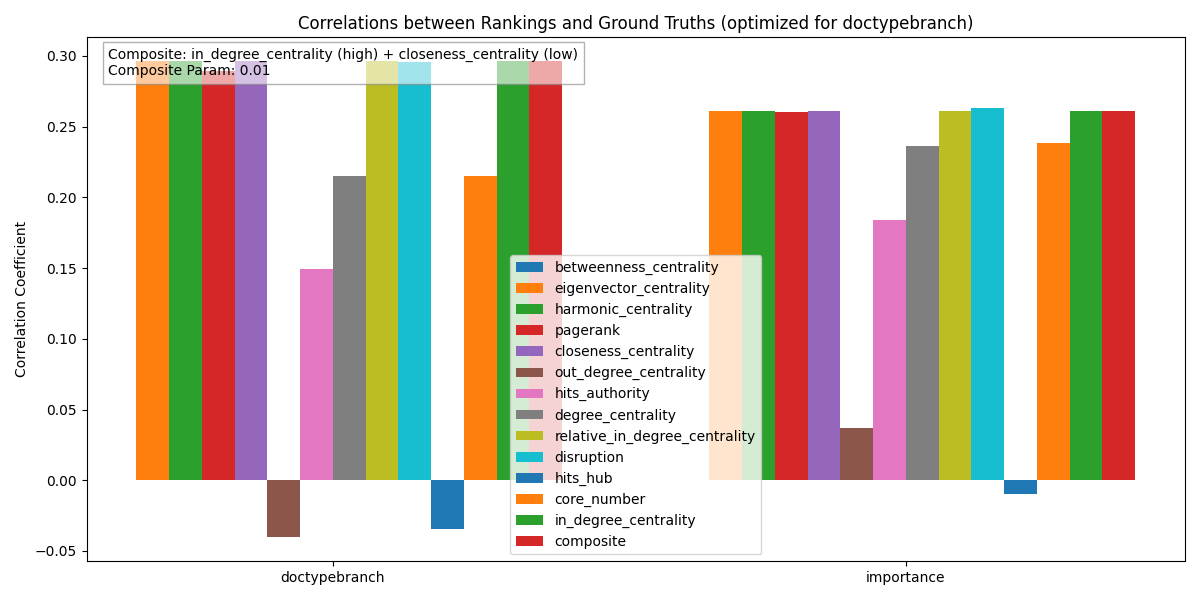 Correlations between Rankings and Ground Truths (optimized for doctypebranch)
Composite: in_degree_centrality (high) + closeness_centrality (low)
Composite Param: 0.01
Correlation Coefficient
0.30
0.25
0.20
0.15
0.10
0.05
0.00
−0.05
betweenness_centrality
eigenvector_centrality
harmonic_centrality
pagerank
closeness_centrality
out_degree_centrality
hits_authority
degree_centrality
relative_in_degree_centrality
disruption
hits_hub
core_number
in_degree_centrality
composite
doctypebranch
importance